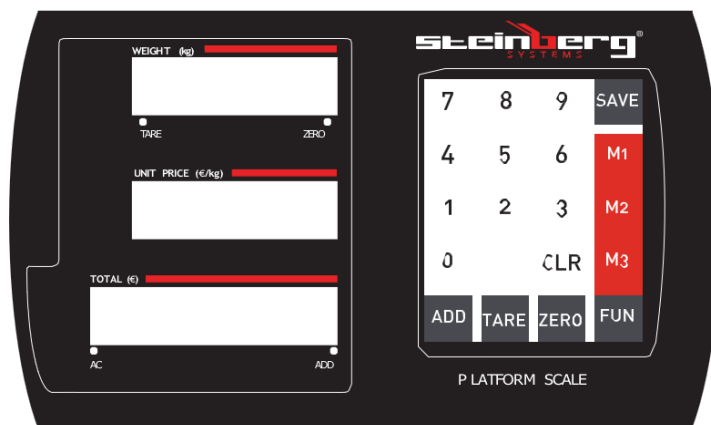 WEIGHT (kg)
TARE ZERO
UNIT PRICE (€/kg)
TOTAL (€)
AC ADD
steinberg®
SYSTEMS
7 8 9 SAVE
4 5 6 M1
1 2 3 M2
0 CLR M3
ADD TARE ZERO FUN
PLATFORM SCALE